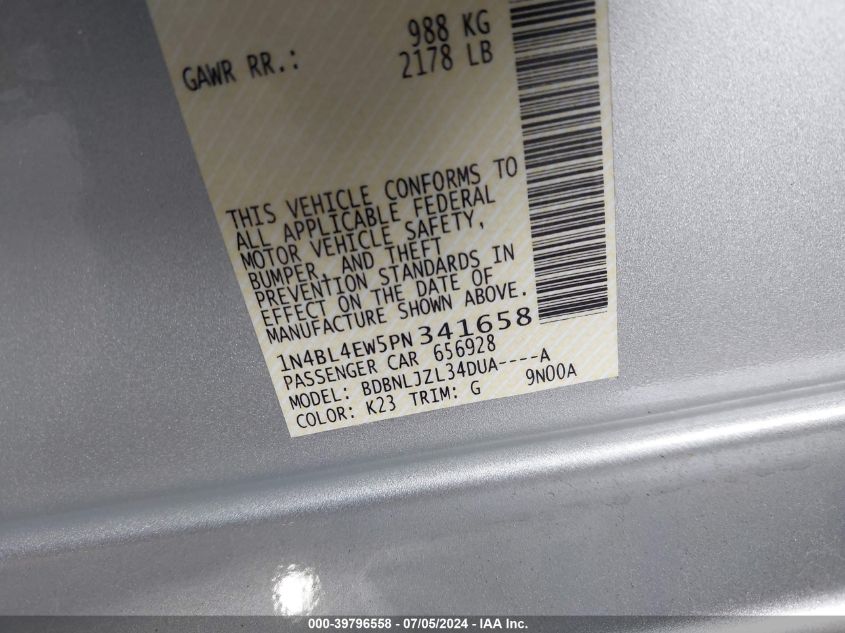 988 KG
GAWR RR.: 2178 LB
THIS VEHICLE CONFORMS TO
ALL APPLICABLE FEDERAL
MOTOR VEHICLE SAFETY,
BUMPER, AND THEFT
PREVENTION STANDARDS IN
EFFECT ON THE DATE OF
MANUFACTURE SHOWN ABOVE.
1N4BL4EW5PN341658
PASSENGER CAR 656928
MODEL: BDBNLJZL34DUA----A
COLOR: K23 TRIM: G 9N00A
000-39796558 - 07/05/2024 - IAA Inc.